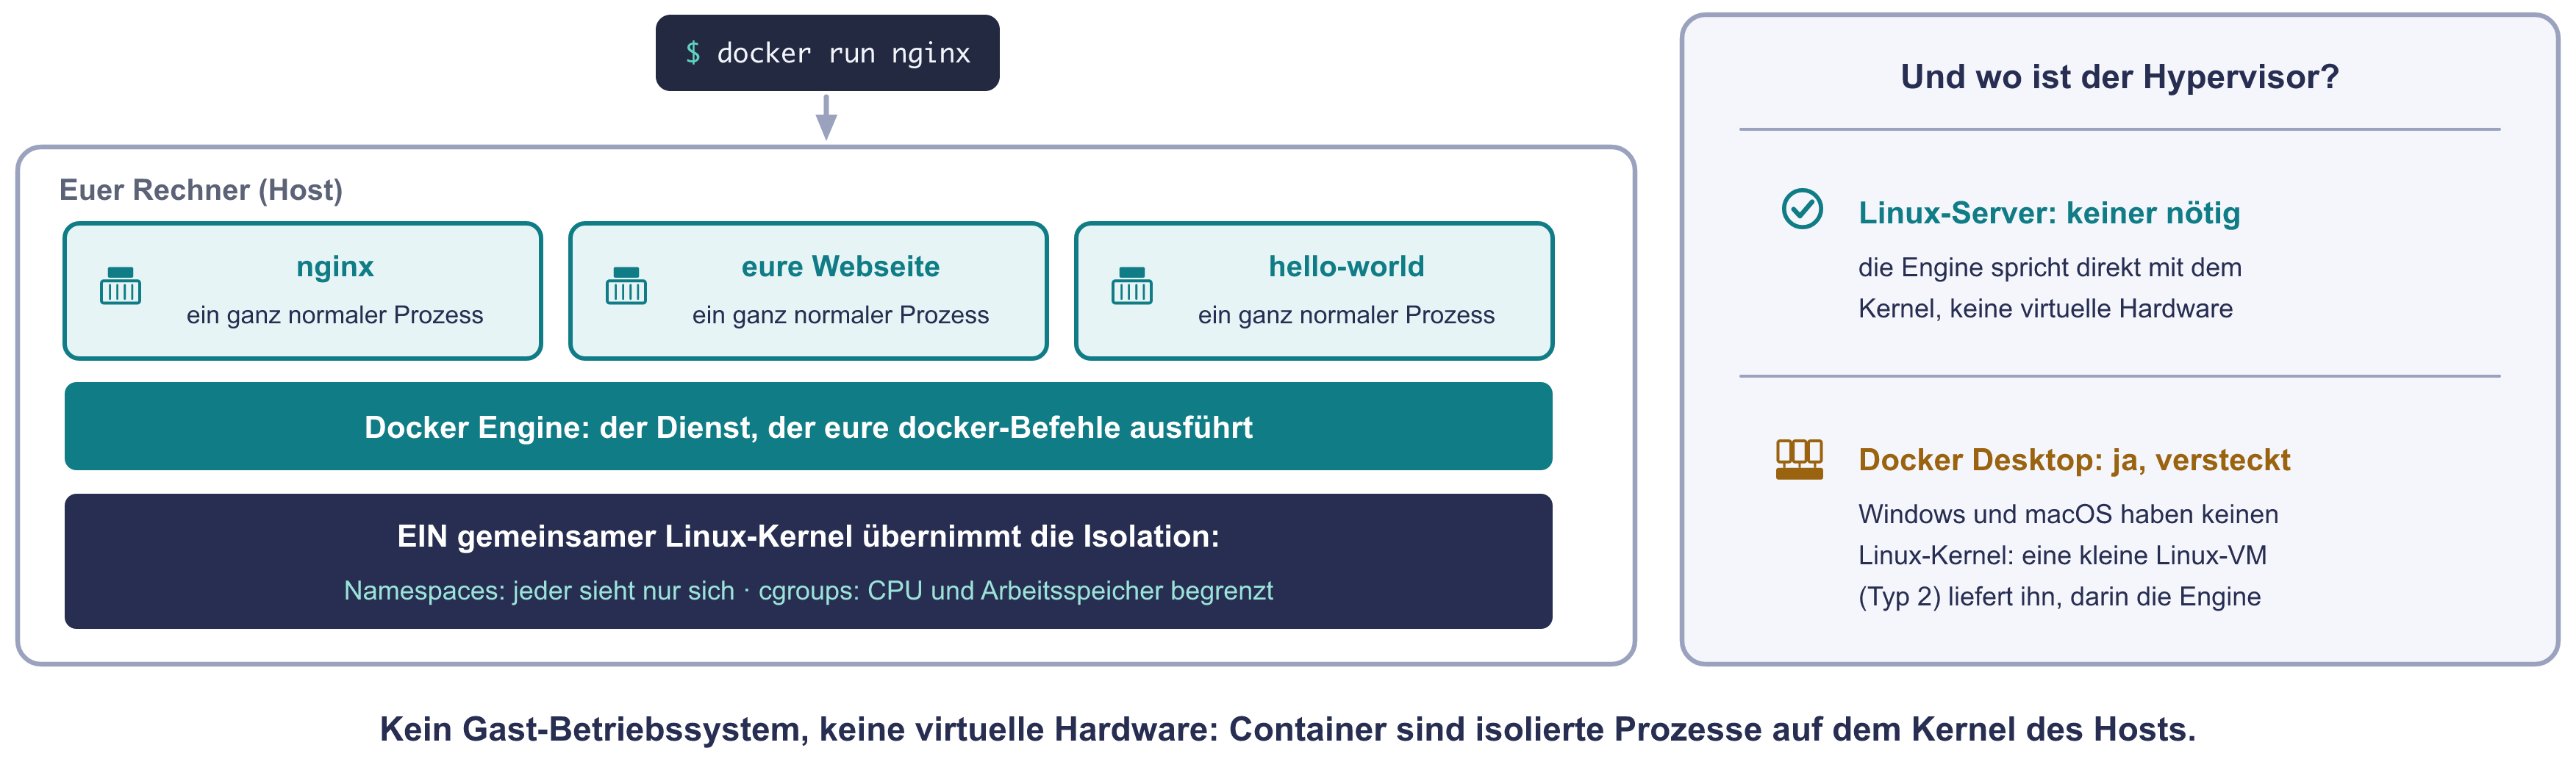 $ docker run nginx
Euer Rechner (Host)
nginx
ein ganz normaler Prozess
eure Webseite
ein ganz normaler Prozess
hello-world
ein ganz normaler Prozess
Docker Engine: der Dienst, der eure docker-Befehle ausführt
EIN gemeinsamer Linux-Kernel übernimmt die Isolation:
Namespaces: jeder sieht nur sich · cgroups: CPU und Arbeitsspeicher begrenzt
Und wo ist der Hypervisor?
Linux-Server: keiner nötig
die Engine spricht direkt mit dem
Kernel, keine virtuelle Hardware
Docker Desktop: ja, versteckt
Windows und macOS haben keinen
Linux-Kernel: eine kleine Linux-VM
(Typ 2) liefert ihn, darin die Engine
Kein Gast-Betriebssystem, keine virtuelle Hardware: Container sind isolierte Prozesse auf dem Kernel des Hosts.